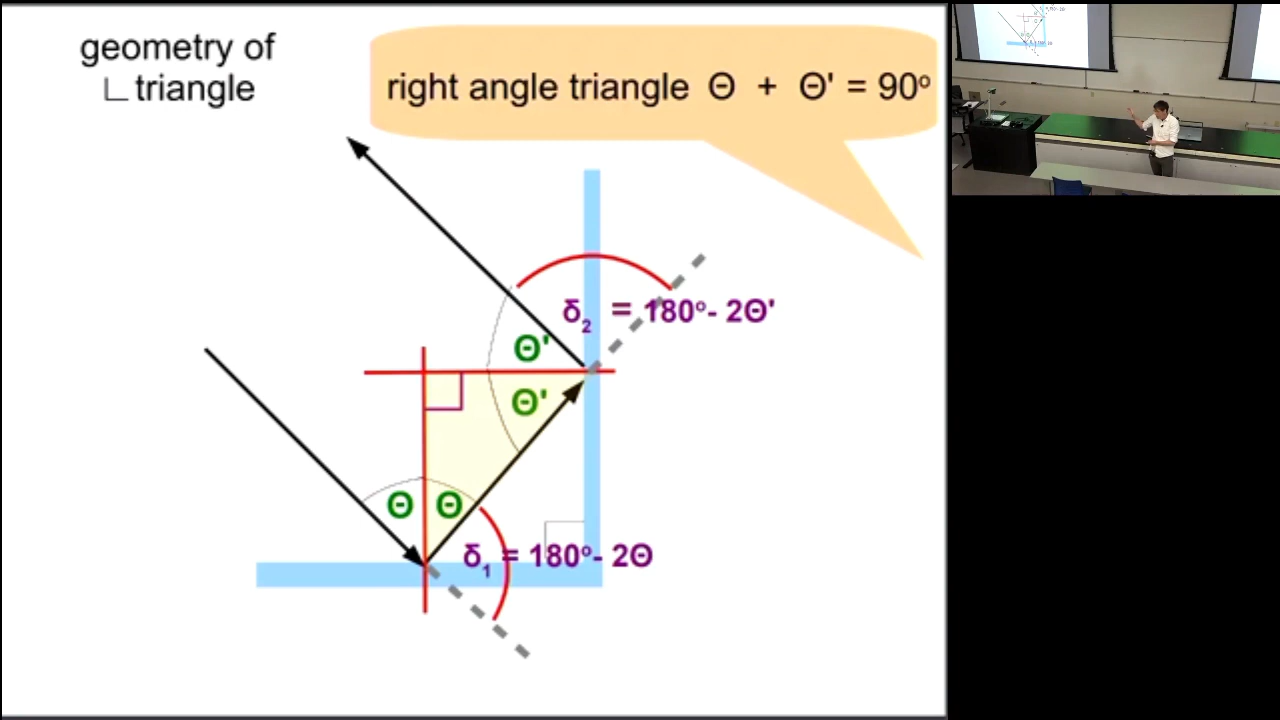 geometry of
∟triangle
right angle triangle Θ + Θ' = 90º
δ₂ = 180º- 2Θ'
Θ'
Θ'
Θ Θ
δ₁ = 180º- 2Θ